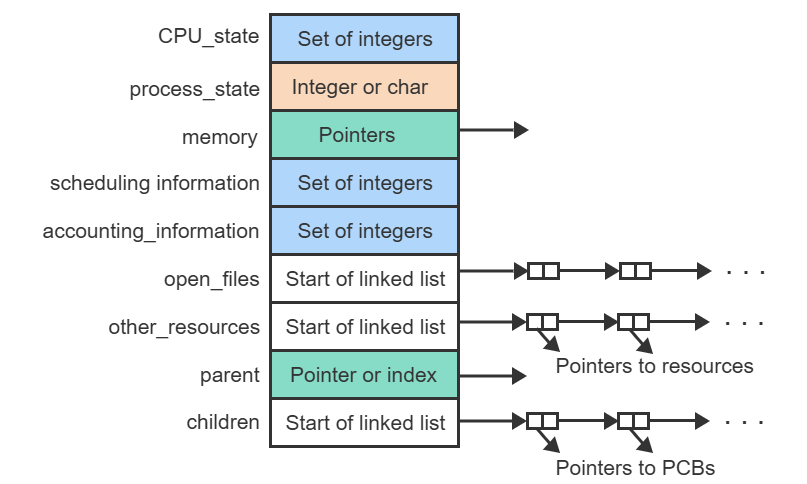 CPU_state Set of integers
process_state Integer or char
memory Pointers
scheduling information Set of integers
accounting_information Set of integers
open_files Start of linked list . . .
other_resources Start of linked list . . .
Pointers to resources
parent Pointer or index
children Start of linked list . . .
Pointers to PCBs